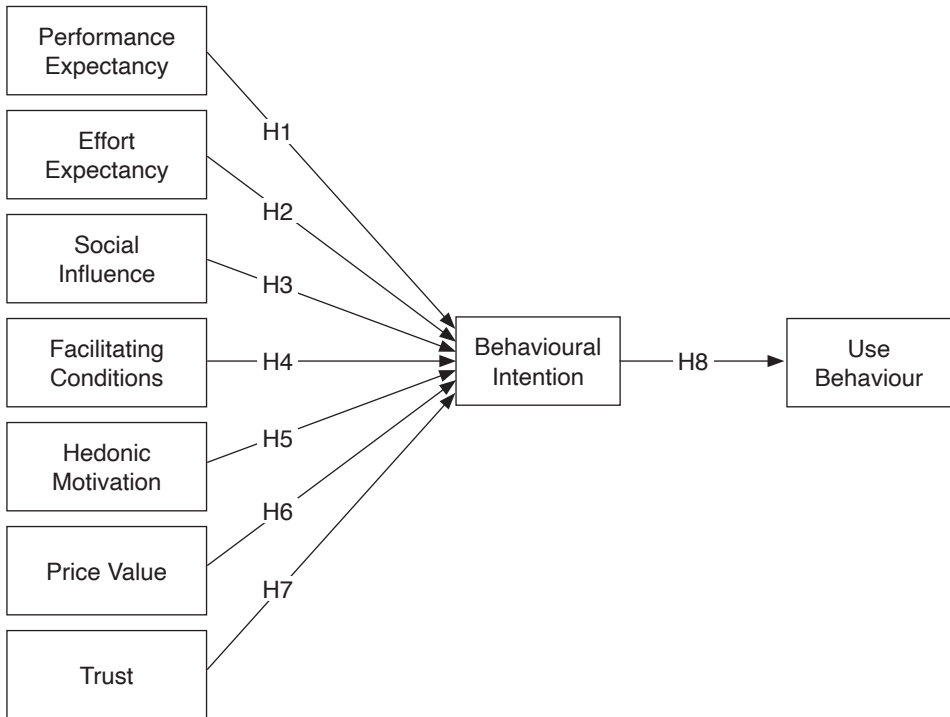 Performance
Expectancy
H1
Effort
Expectancy
H2
Social
Influence
H3
Facilitating
Conditions
H4
Behavioural
Intention
H8
Use
Behaviour
Hedonic
Motivation
H5
H6
Price Value
H7
Trust